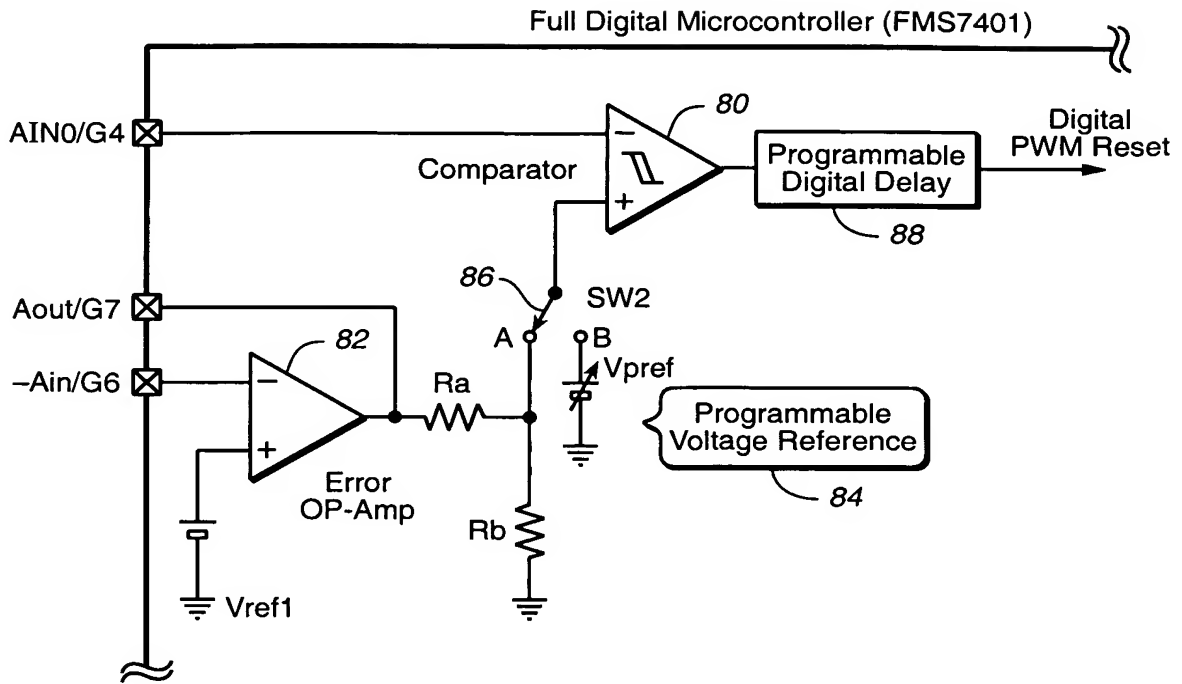 Full Digital Microcontroller (FMS7401)
AIN0/G4
80
Comparator
−
+
Programmable
Digital Delay
88
Digital
PWM Reset
86
SW2
A
B
Vpref
Aout/G7
−Ain/G6
82
−
+
Error
OP-Amp
Ra
Rb
Vref1
Programmable
Voltage Reference
84